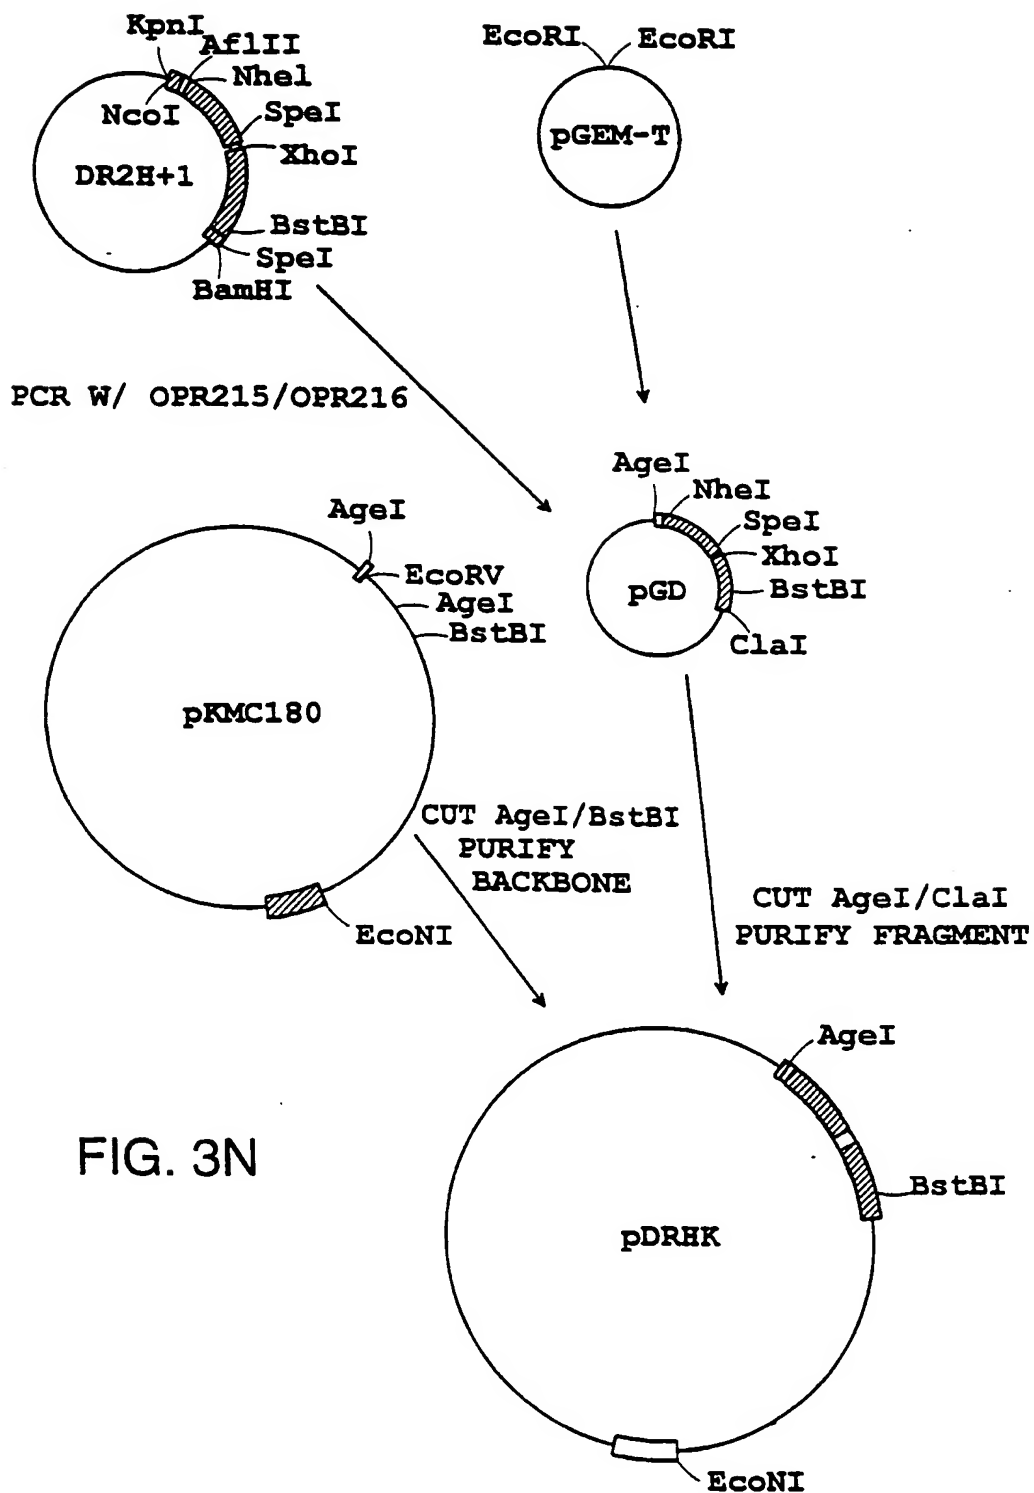 KpnI
AflII
Nhel
NcoI
SpeI
XhoI
DR2H+1
BstBI
SpeI
BamHI
EcoRI
EcoRI
pGEM-T
PCR W/ OPR215/OPR216
AgeI
NheI
SpeI
XhoI
BstBI
pGD
ClaI
AgeI
EcoRV
AgeI
BstBI
pKMC180
EcoNI
CUT AgeI/BstBI
PURIFY
BACKBONE
CUT AgeI/ClaI
PURIFY FRAGMENT
AgeI
BstBI
pDRHK
EcoNI
FIG. 3N